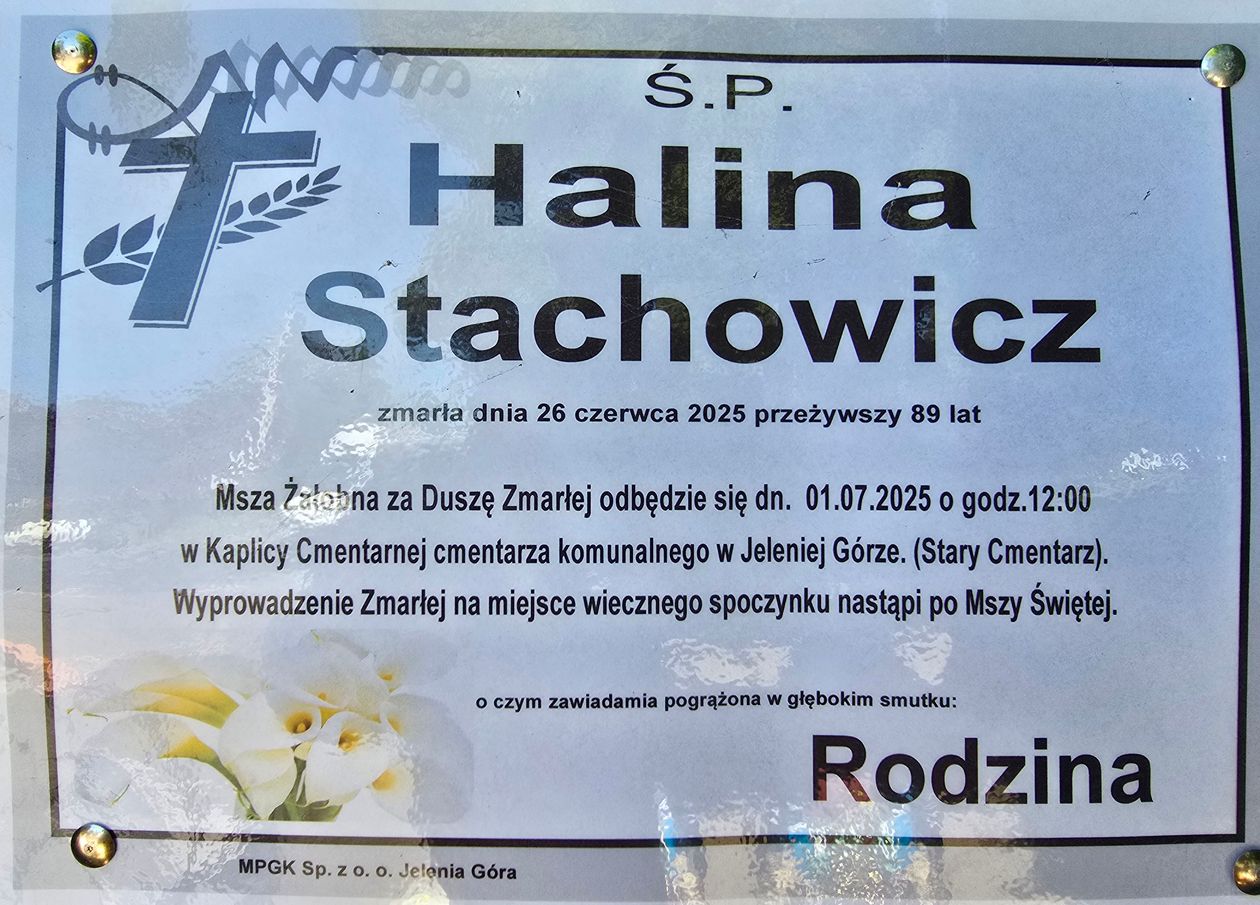 Ś.P.
Halina
Stachowicz
zmarła dnia 26 czerwca 2025 przeżywszy 89 lat
Msza Żałobna za Duszę Zmarłej odbędzie się dn. 01.07.2025 o godz.12:00
w Kaplicy Cmentarnej cmentarza komunalnego w Jeleniej Górze. (Stary Cmentarz).
Wyprowadzenie Zmarłej na miejsce wiecznego spoczynku nastąpi po Mszy Świętej.
o czym zawiadamia pogrążona w głębokim smutku:
Rodzina
MPGK Sp. z o. o. Jelenia Góra